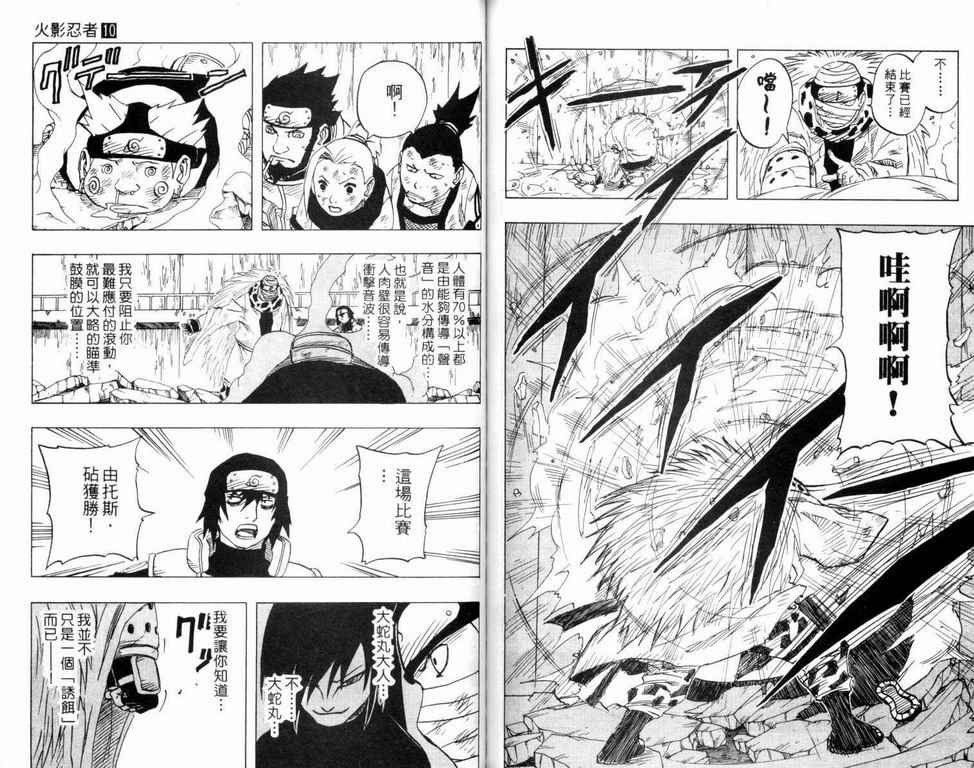 火影忍者10
不…
比賽已經
結束了…
噹
～！
哇啊啊啊！
啊！
グデ
人體有70%以上都
是由能夠傳導「聲
音」的水分構成的…
也就是說，
人肉壁很容易傳導
衝擊音波……
我只要阻止你
最難應付的滾動
就可以大略的瞄準
鼓膜的位置……
這場比賽
…
由托斯．
砧獲勝！
大蛇丸大人…
不……
大蛇丸…
我要讓你知道…
グッ
我並不
只是一個「誘餌」
而已——